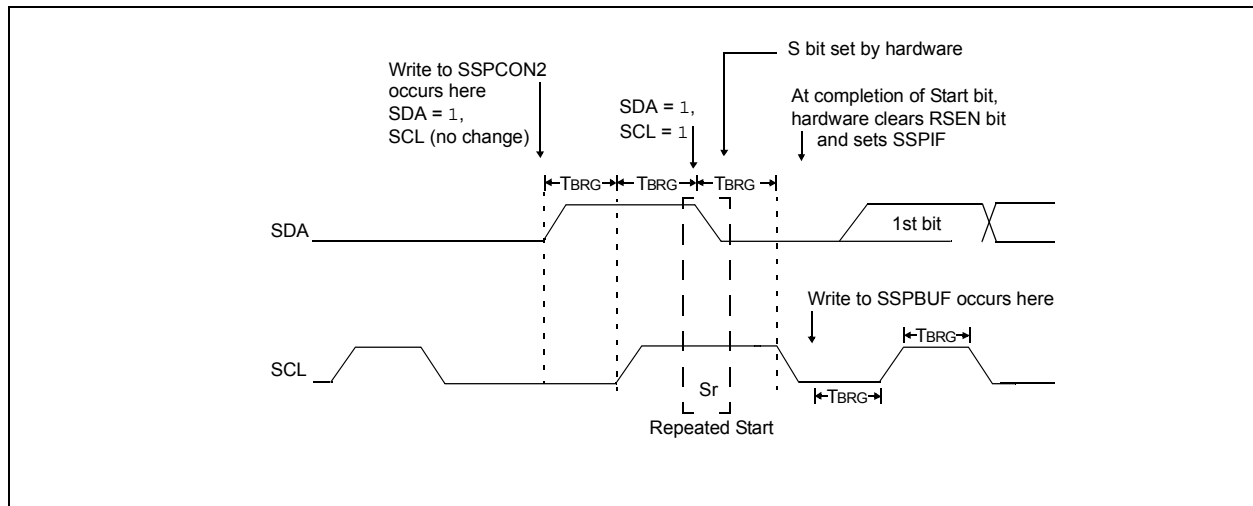 S bit set by hardware
Write to SSPCON2
occurs here
SDA = 1,
SCL (no change)
SDA = 1,
SCL = 1
At completion of Start bit,
hardware clears RSEN bit
and sets SSPIF
TBRG TBRG TBRG
SDA
1st bit
Write to SSPBUF occurs here
TBRG
SCL
Sr
TBRG
Repeated Start